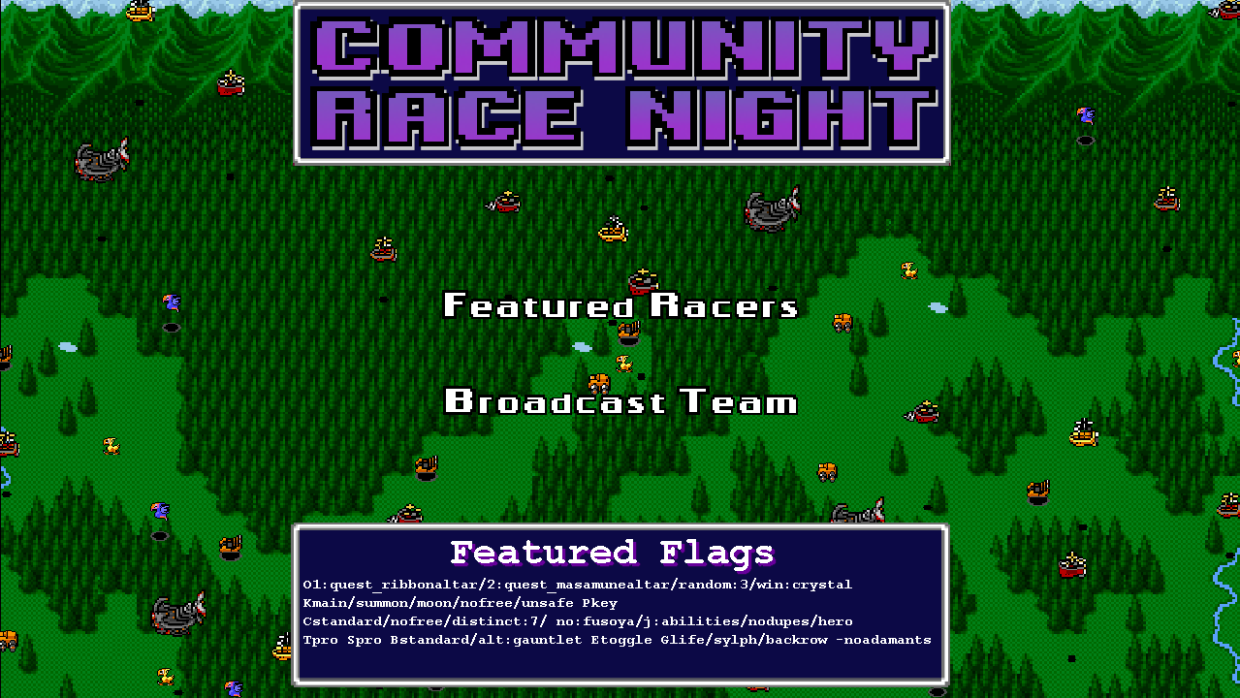 COMMUNITY
RACE NIGHT
Featured Racers
Broadcast Team
Featured Flags
O1:quest_ribbonaltar/2:quest_masamunealtar/random:3/win:crystal
Kmain/summon/moon/nofree/unsafe Pkey
Cstandard/nofree/distinct:7/ no:fusoya/j:abilities/nodupes/hero
Tpro Spro Bstandard/alt:gauntlet Etoggle Glife/sylph/backrow -noadamants